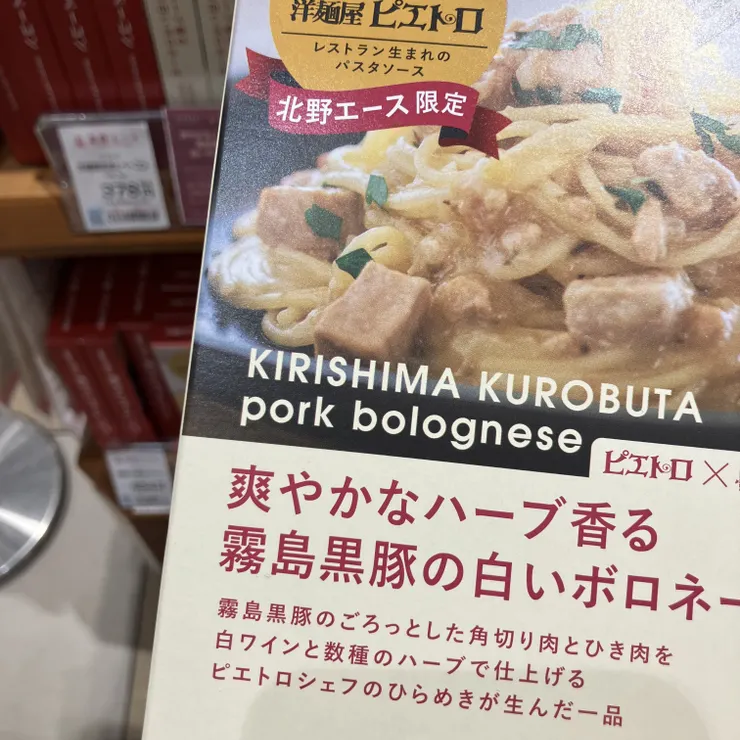 洋麺屋 ピエトロ
レストラン生まれの
パスタソース
北野エース 限定
KIRISHIMA KUROBUTA
pork bolognese
ピエトロ×
爽やかなハーブ香る
霧島黒豚の白いボロネー
霧島黒豚のごろっとした角切り肉とひき肉を
白ワインと数種のハーブで仕上げる
ピエトロシェフのひらめきが生んだ一品
378